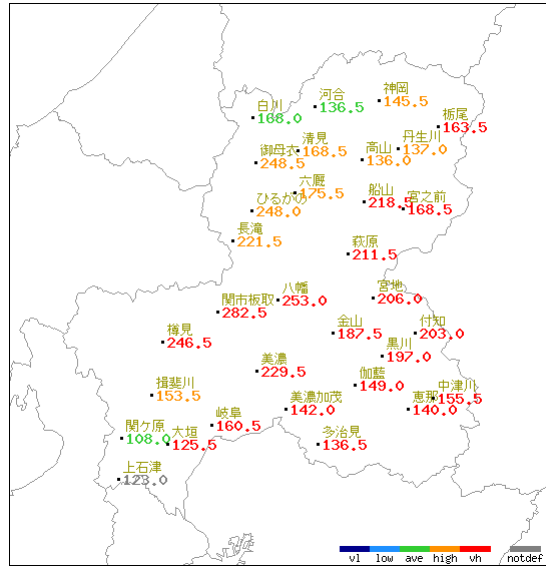 神岡
145.5
河合
136.5
白川
168.0
栃尾
163.5
丹生川
137.0
清見
168.5
高山
136.0
御母衣
248.5
六厩
175.5
船山
218.5
宮之前
168.5
ひるがの
248.0
長滝
221.5
萩原
211.5
宮地
206.0
八幡
253.0
関市板取
282.5
金山
187.5
付知
203.0
樽見
246.5
黒川
197.0
美濃
229.5
伽藍
149.0
中津川
155.5
揖斐川
153.5
恵那
140.0
美濃加茂
142.0
岐阜
160.5
関ケ原
108.0
大垣
125.5
多治見
136.5
上石津
123.0
vl low ave high vh notdef